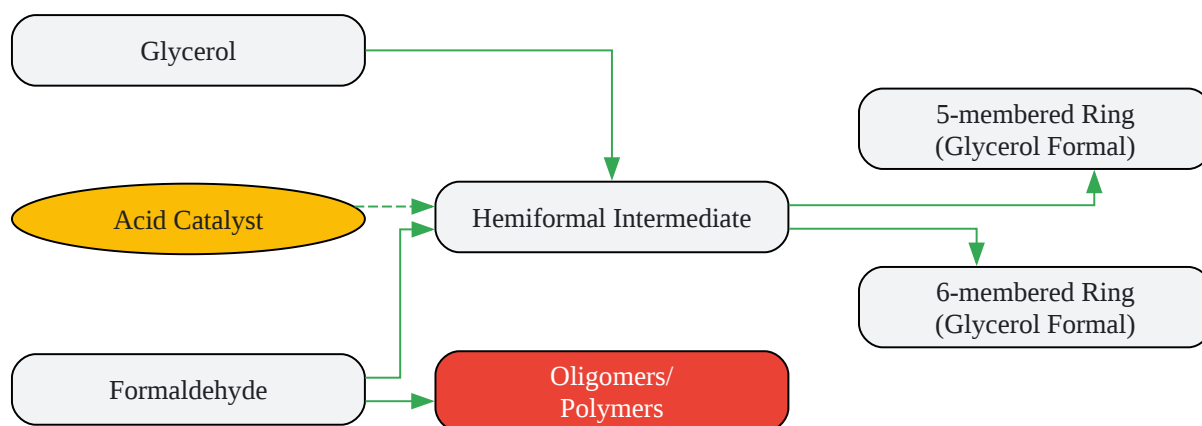 Glycerol
5-membered Ring
(Glycerol Formal)
Acid Catalyst
Hemiformal Intermediate
6-membered Ring
(Glycerol Formal)
Formaldehyde
Oligomers/
Polymers